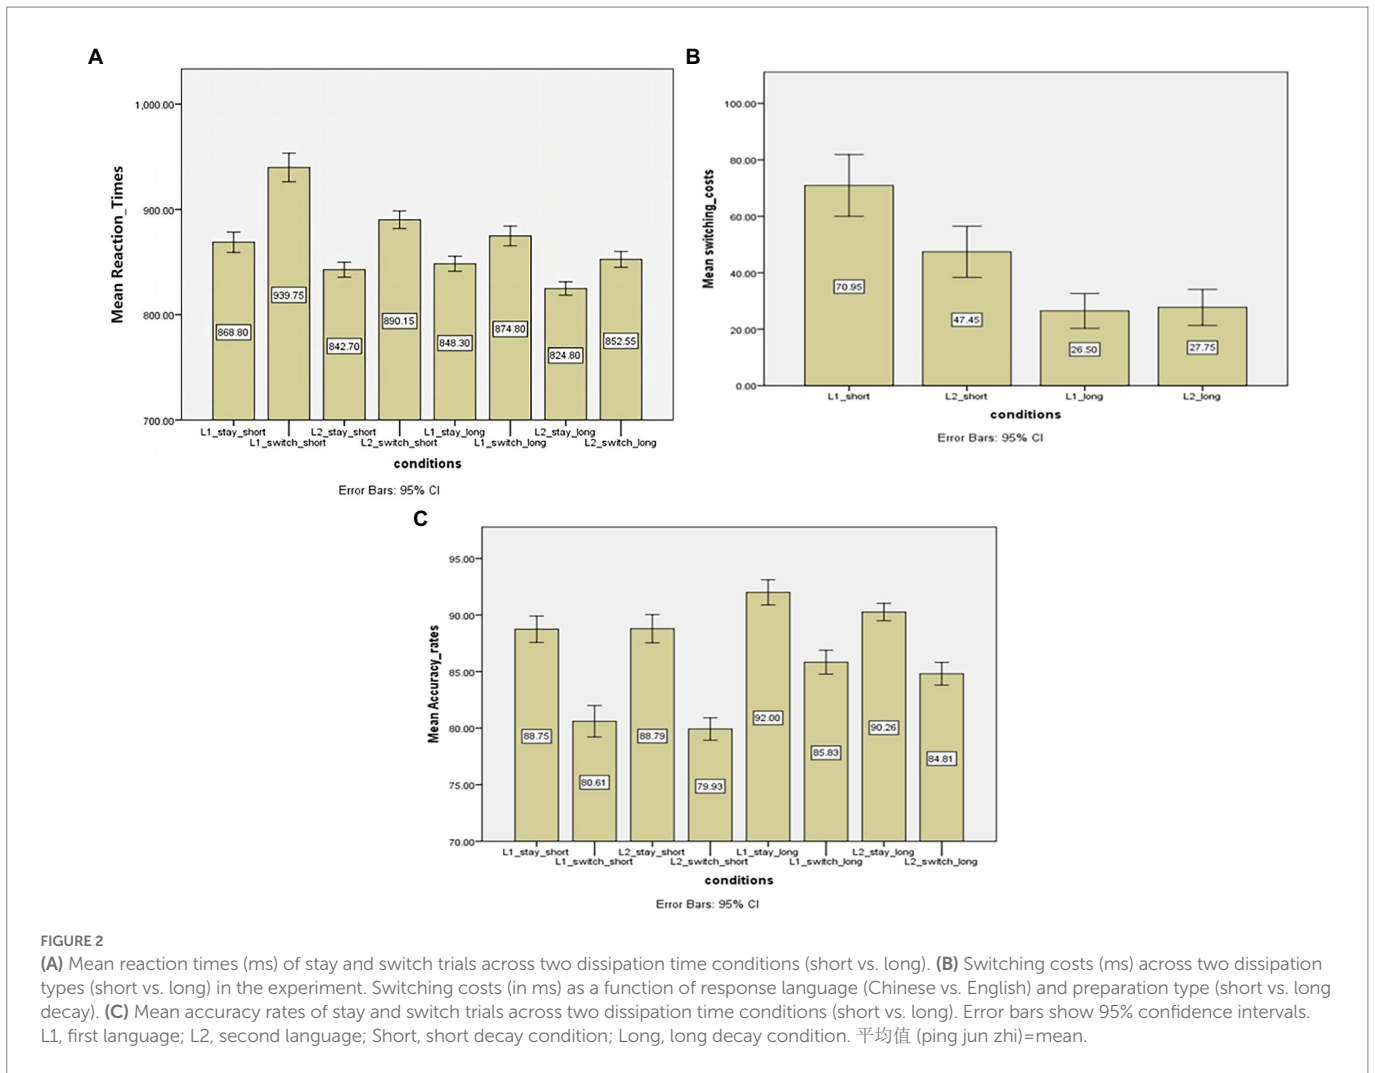 A
Mean Reaction_Times
1,000.00
900.00
800.00
700.00
868.80
939.75
842.70
890.15
848.30
874.80
824.80
852.55
L1_stay_short
L1_switch_short
L2_stay_short
L2_switch_short
L1_stay_long
L1_switch_long
L2_stay_long
L2_switch_long
conditions
Error Bars: 95% CI
B
Mean switching_costs
100.00
80.00
60.00
40.00
20.00
0.00
70.95
47.45
26.50
27.75
L1_short
L2_short
L1_long
L2_long
conditions
Error Bars: 95% CI
C
Mean Accuracy_rates
95.00
90.00
85.00
80.00
75.00
70.00
88.75
80.61
88.79
79.93
92.00
85.83
90.26
84.81
L1_stay_short
L1_switch_short
L2_stay_short
L2_switch_short
L1_stay_long
L1_switch_long
L2_stay_long
L2_switch_long
conditions
Error Bars: 95% CI
FIGURE 2
(A) Mean reaction times (ms) of stay and switch trials across two dissipation time conditions (short vs. long). (B) Switching costs (ms) across two dissipation
types (short vs. long) in the experiment. Switching costs (in ms) as a function of response language (Chinese vs. English) and preparation type (short vs. long
decay). (C) Mean accuracy rates of stay and switch trials across two dissipation time conditions (short vs. long). Error bars show 95% confidence intervals.
L1, first language; L2, second language; Short, short decay condition; Long, long decay condition. 平均值 (ping jun zhi)=mean.